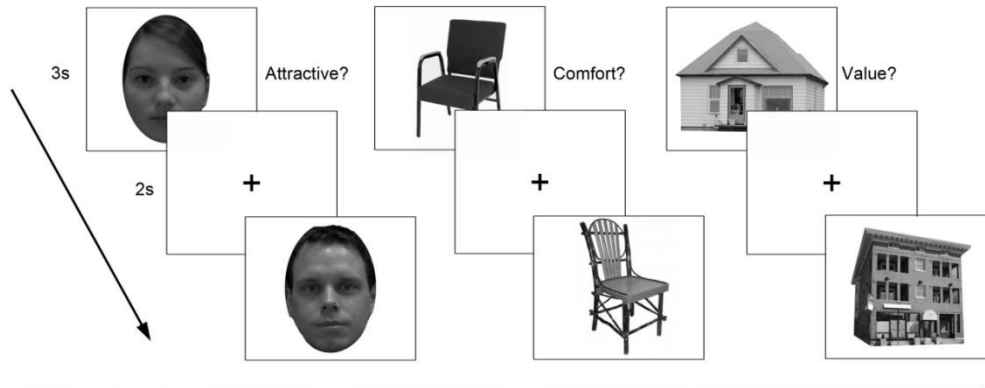 3s
Attractive?
Comfort?
Value?
2s
+
+
+